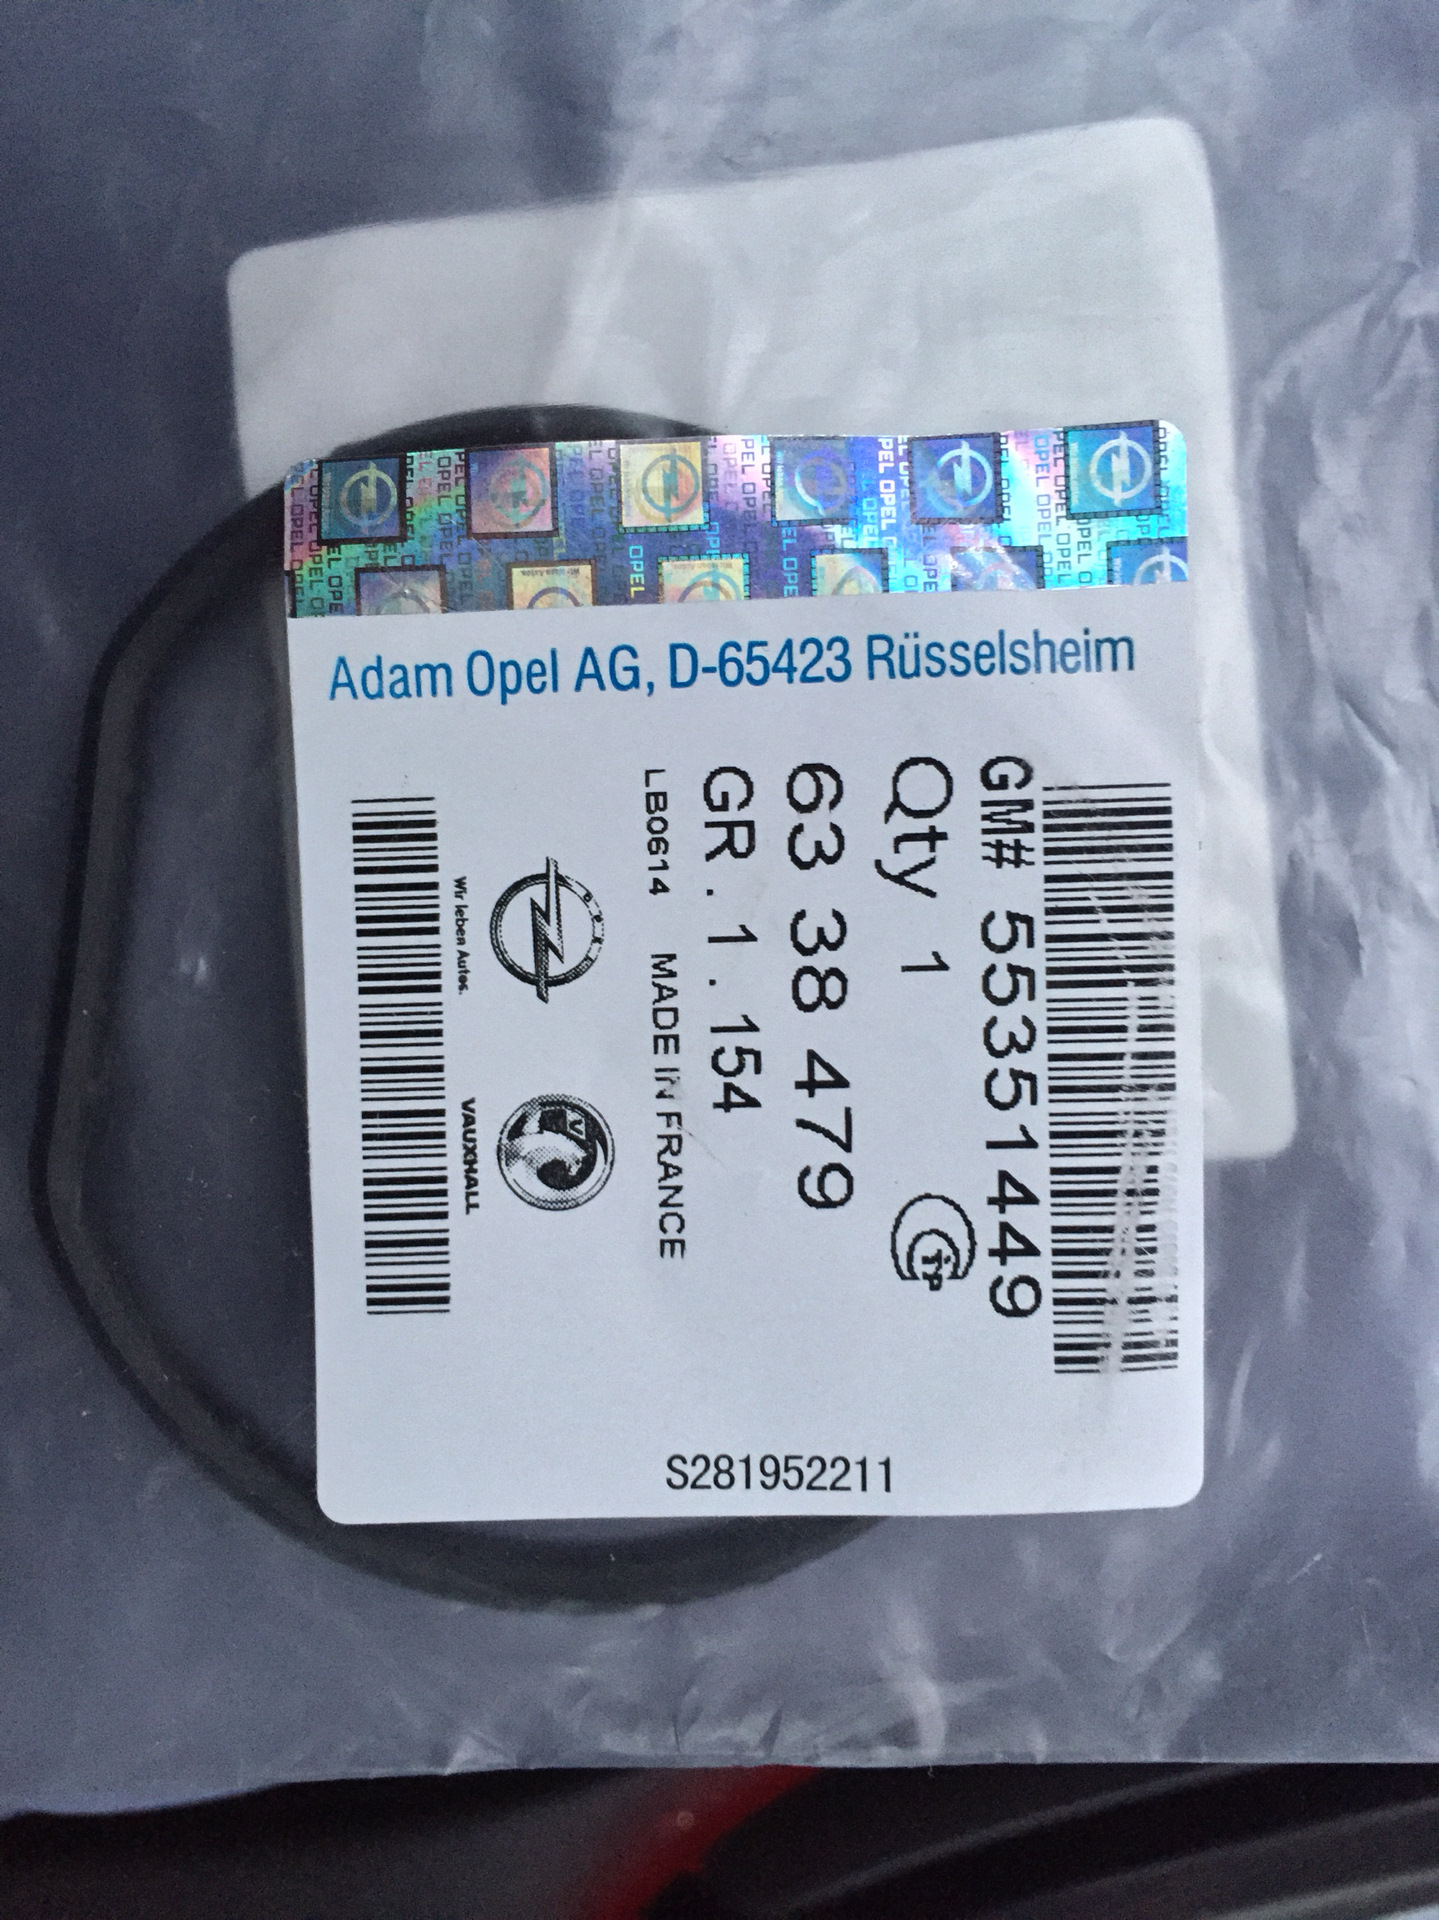 Adam Opel AG, D-65423 Rüsselsheim
GM# 55351449
Qty 1
63 38 479
GR.1.154
LB0614 MADE IN FRANCE
OPEL
Wir leben Autos.
VAUXHALL
S281952211